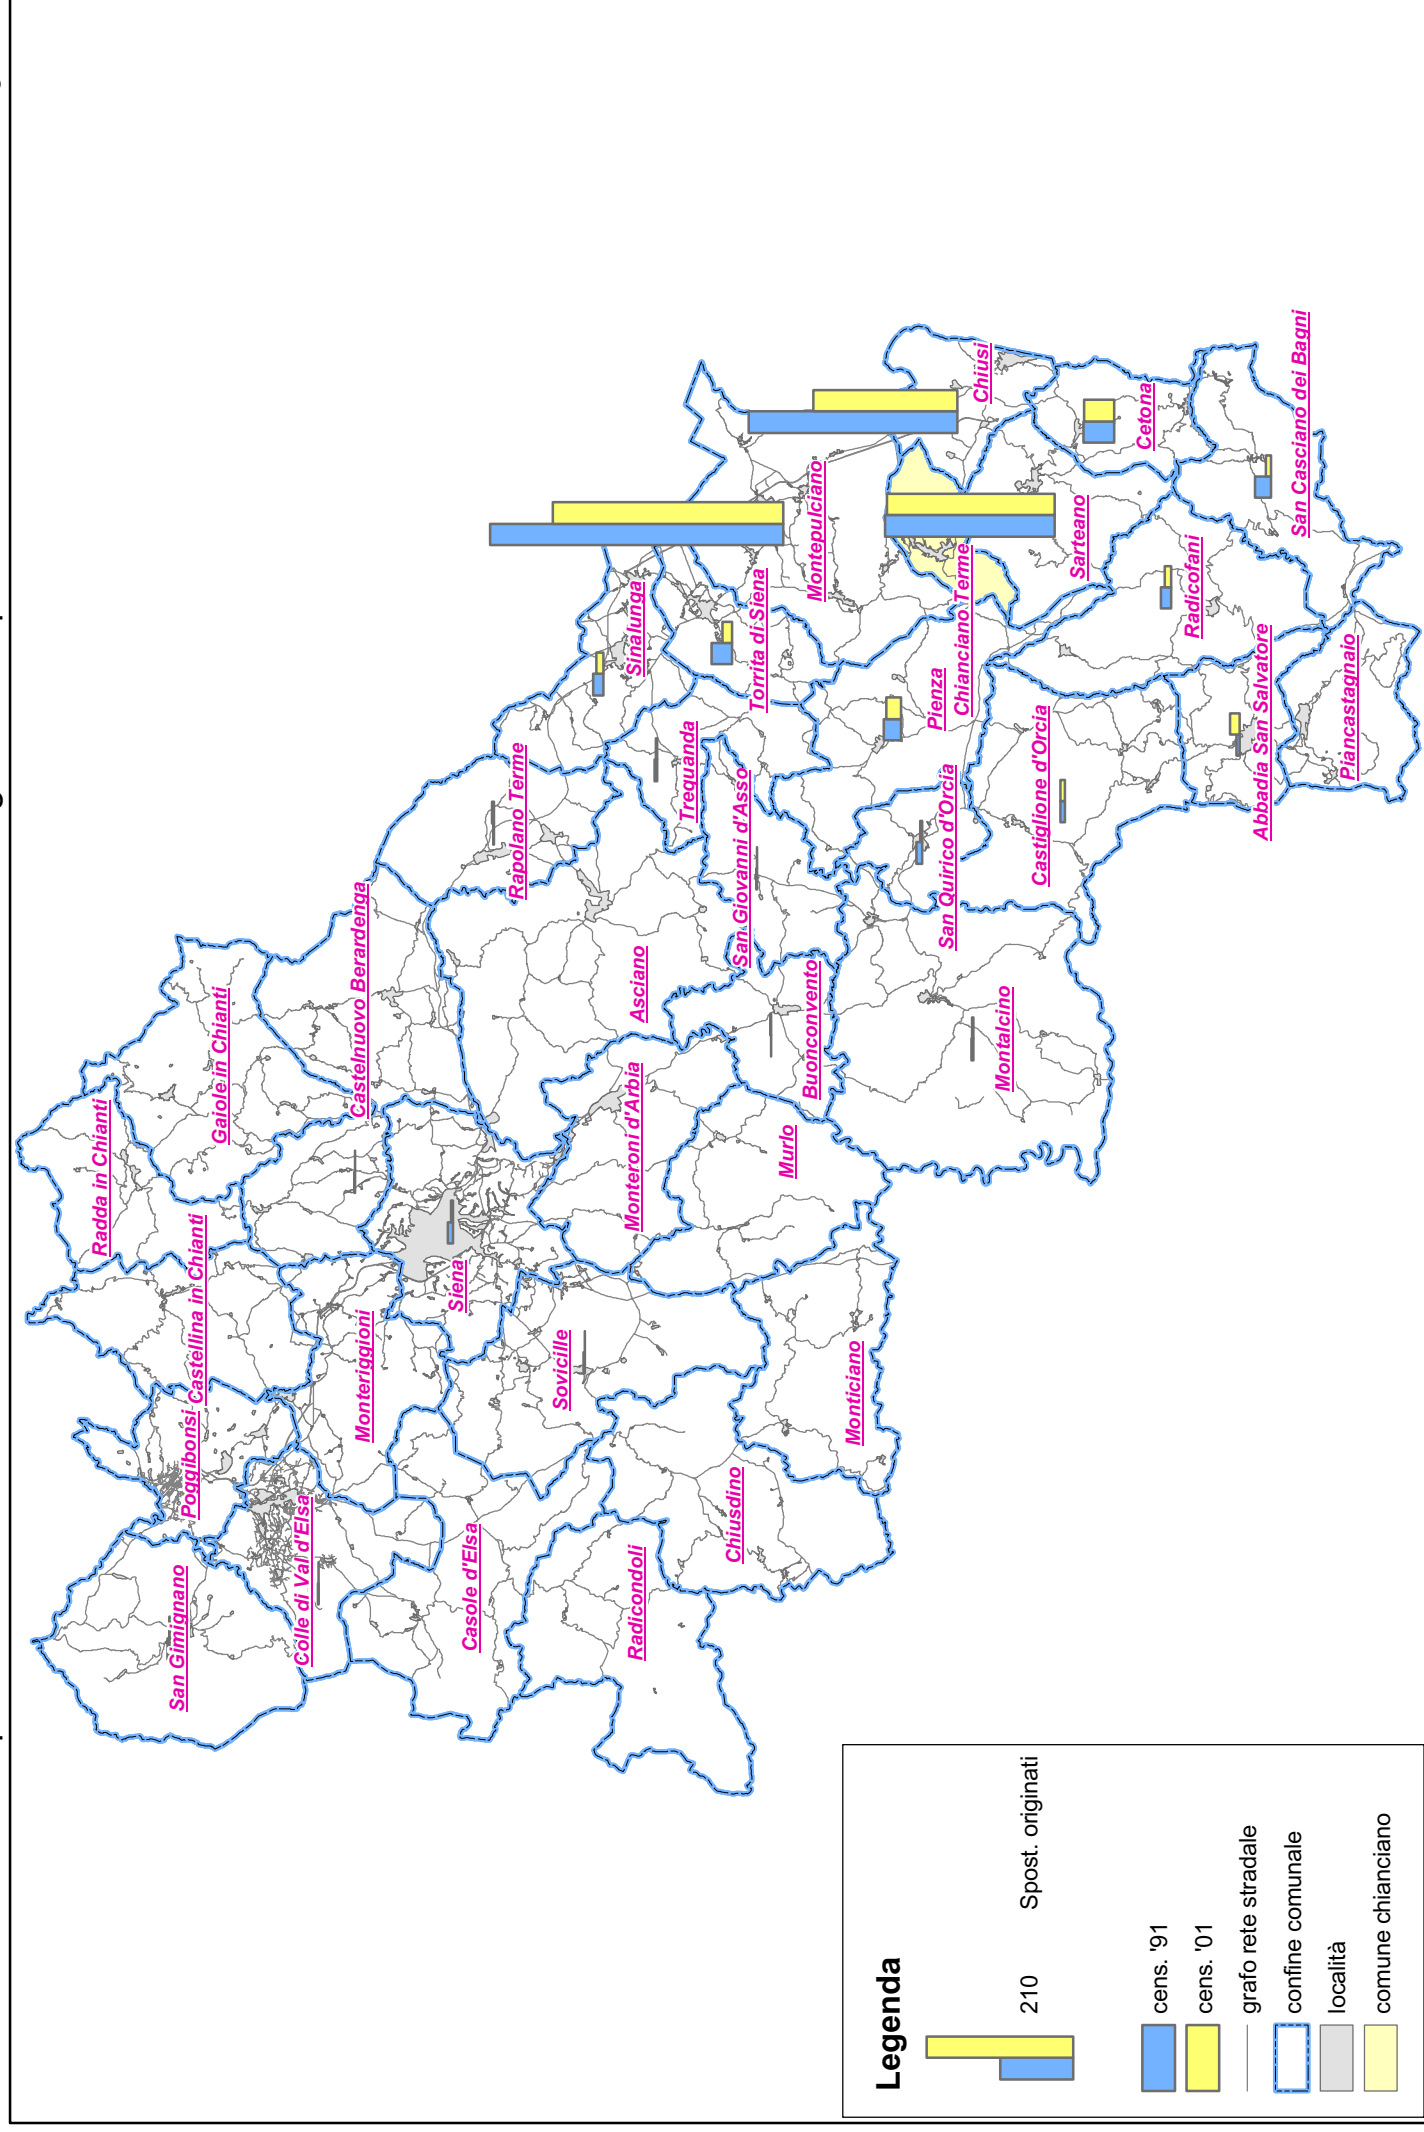 Radda in Chianti
Gaiole in Chianti
San Gimignano
Poggibonsi
Castellina in Chianti
Colle di Val d'Elsa
Monteriggioni
Castelnuovo Berardenga
Siena
Casole d'Elsa
Sovicille
Rapolano Terme
Radicondoli
Monteroni d'Arbia
Asciano
Sinalunga
Trequanda
Chiusdino
Murlo
San Giovanni d'Asso
Torrita di Siena
Monticiano
Buonconvento
Montepulciano
Montalcino
San Quirico d'Orcia
Pienza
Chianciano Terme
Chiusi
Castiglione d'Orcia
Sarteano
Cetona
Radicofani
Abbadia San Salvatore
San Casciano dei Bagni
Piancastagnaio
Legenda
210 Spost. originati
cens. '91
cens. '01
grafo rete stradale
confine comunale
località
comune chianciano